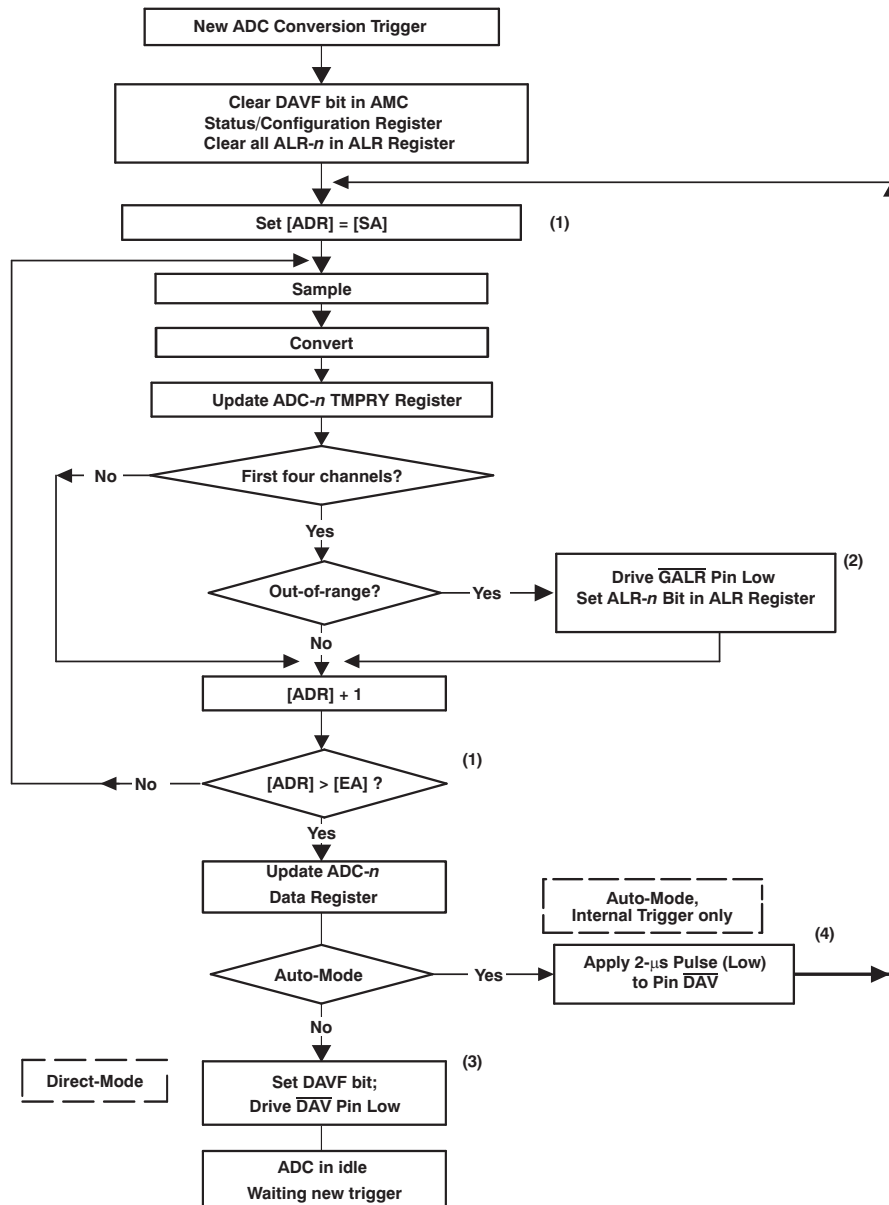 New ADC Conversion Trigger
Clear DAVF bit in AMC
Status/Configuration Register
Clear all ALR-n in ALR Register
Set [ADR] = [SA]
(1)
Sample
Convert
Update ADC-n TMPRY Register
First four channels?
No
Yes
Out-of-range?
Yes
(2)
Drive GALR Pin Low
Set ALR-n Bit in ALR Register
No
[ADR] + 1
(1)
[ADR] > [EA] ?
No
Yes
Update ADC-n
Data Register
Auto-Mode,
Internal Trigger only
(4)
Auto-Mode
Yes
Apply 2-μs Pulse (Low)
to Pin DAV
No
(3)
Direct-Mode
Set DAVF bit;
Drive DAV Pin Low
ADC in idle
Waiting new trigger